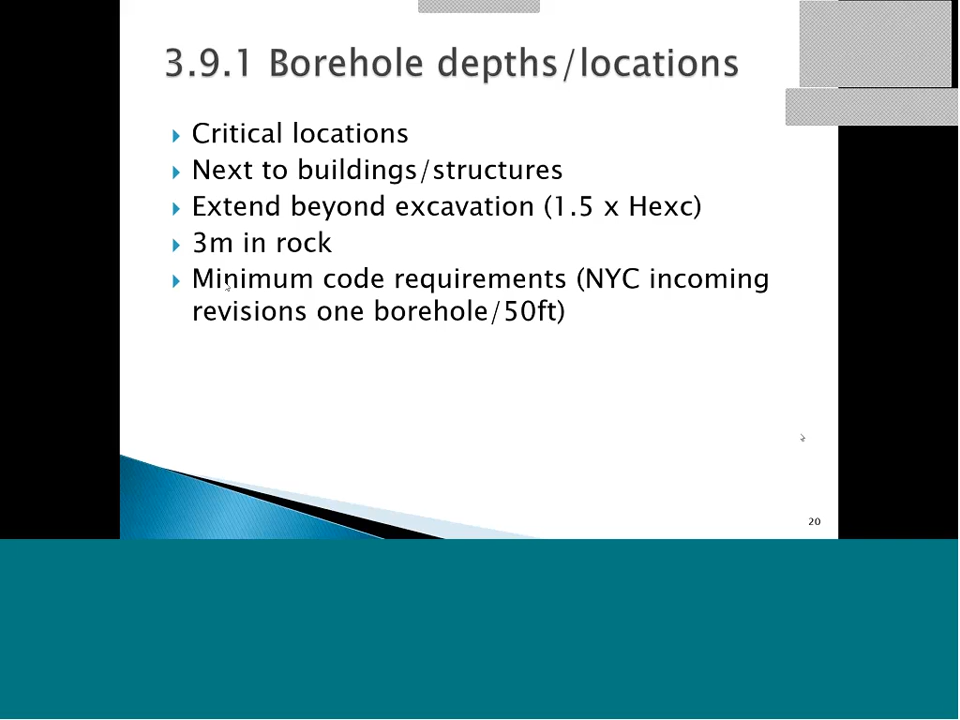 3.9.1 Borehole depths/locations
Critical locations
Next to buildings/structures
Extend beyond excavation (1.5 x Hexc)
3m in rock
Minimum code requirements (NYC incoming
revisions one borehole/50ft)
20